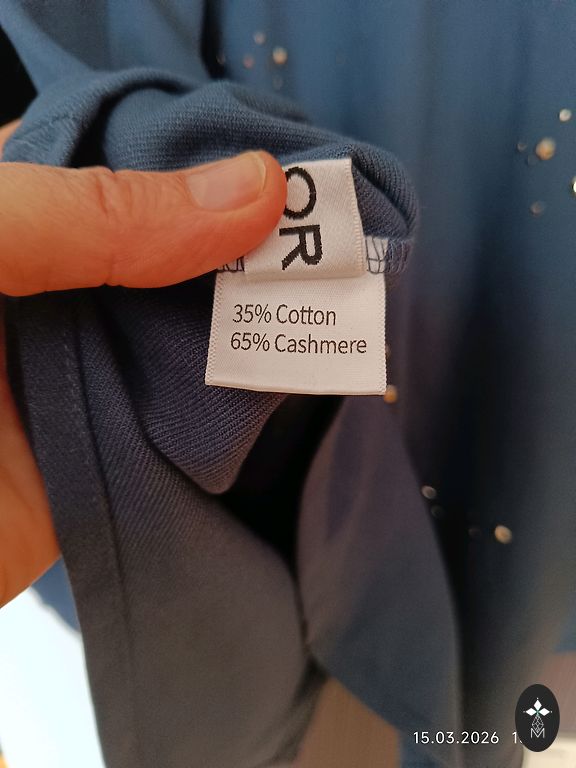 OR
35% Cotton
65% Cashmere
15.03.2026